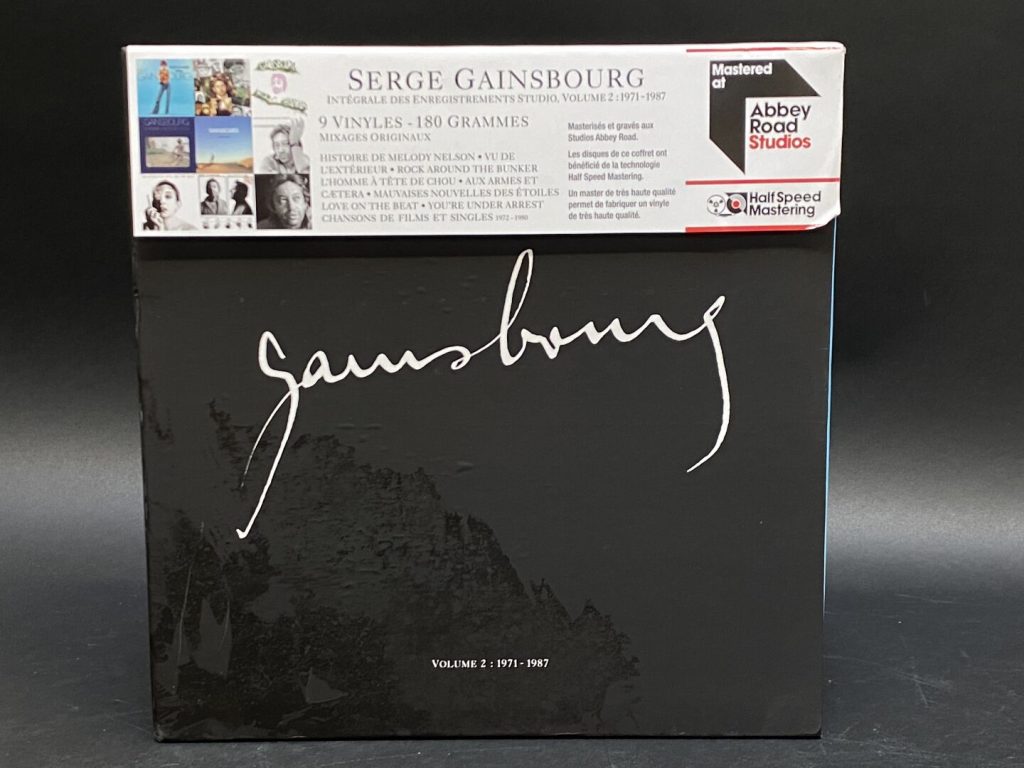 SERGE GAINSBOURG
INTÉGRALE DES ENREGISTREMENTS STUDIO, VOLUME 2 : 1971-1987
9 VINYLES - 180 GRAMMES
MIXAGES ORIGINAUX
HISTOIRE DE MELODY NELSON • VU DE
L'EXTÉRIEUR • ROCK AROUND THE BUNKER
L'HOMME À TÊTE DE CHOU • AUX ARMES ET
CÆTERA • MAUVAISES NOUVELLES DES ÉTOILES
LOVE ON THE BEAT • YOU'RE UNDER ARREST
CHANSONS DE FILMS ET SINGLES 1972 - 1980
Masterisés et gravés aux
Studios Abbey Road.
Les disques de ce coffret ont
bénéficié de la technologie
Half Speed Mastering.
Un master de très haute qualité
permet de fabriquer un vinyle
de très haute qualité.
Mastered
at
Abbey
Road
Studios
Half Speed
Mastering
GAINSBOURG
Gainsbourg
VOLUME 2 : 1971 - 1987